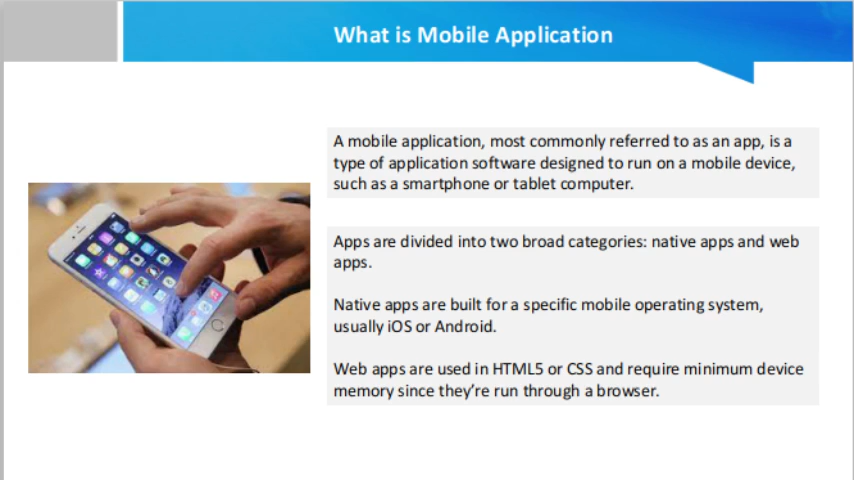 What is Mobile Application
A mobile application, most commonly referred to as an app, is a
type of application software designed to run on a mobile device,
such as a smartphone or tablet computer.
Apps are divided into two broad categories: native apps and web
apps.
Native apps are built for a specific mobile operating system,
usually iOS or Android.
Web apps are used in HTML5 or CSS and require minimum device
memory since they’re run through a browser.